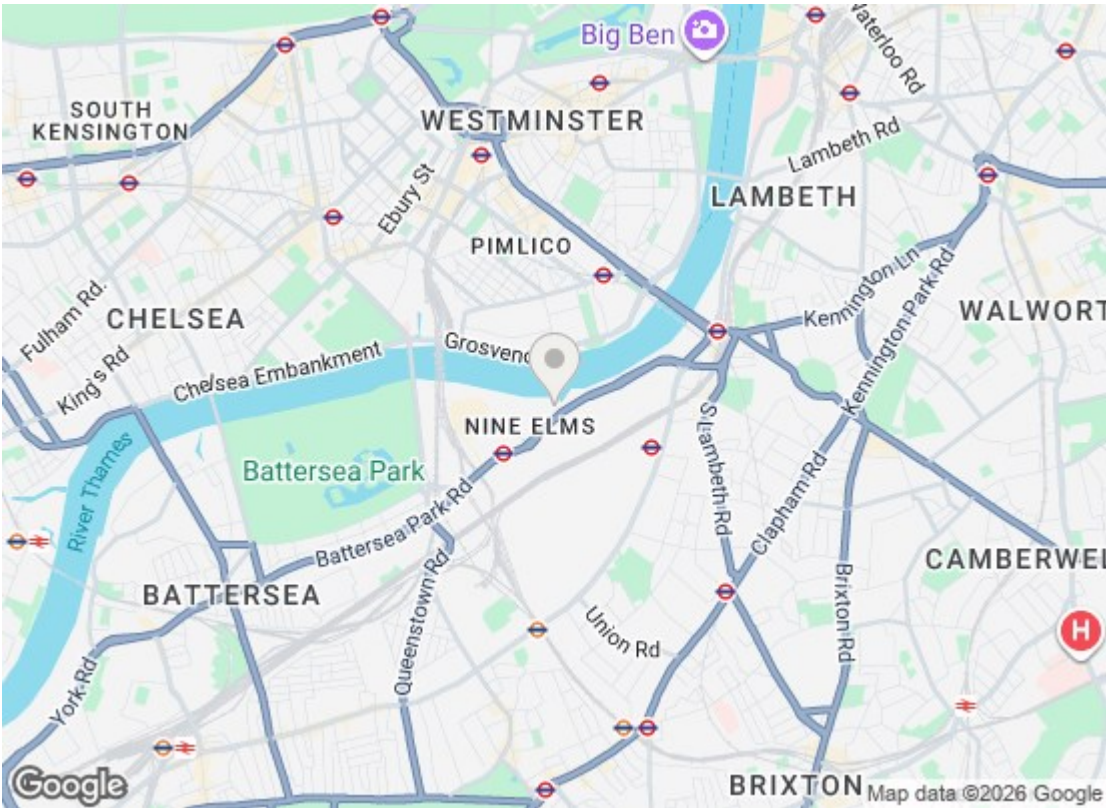 Big Ben
Waterloo Rd
SOUTH
KENSINGTON
WESTMINSTER
Lambeth Rd
Ebury St
LAMBETH
PIMLICO
Kennington Ln
Kennington Park Rd
Fulham Rd.
CHELSEA
WALWORT
King's Rd
Chelsea Embankment
Grosveno
NINE ELMS
S Lambeth Rd
Battersea Park
River Thames
Battersea Park Rd
Clapham Rd
CAMBERWEL
BATTERSEA
Queenstown Rd
Union Rd
Brixton Rd
H
York Rd
BRIXTON
Google
Map data ©2026 Google